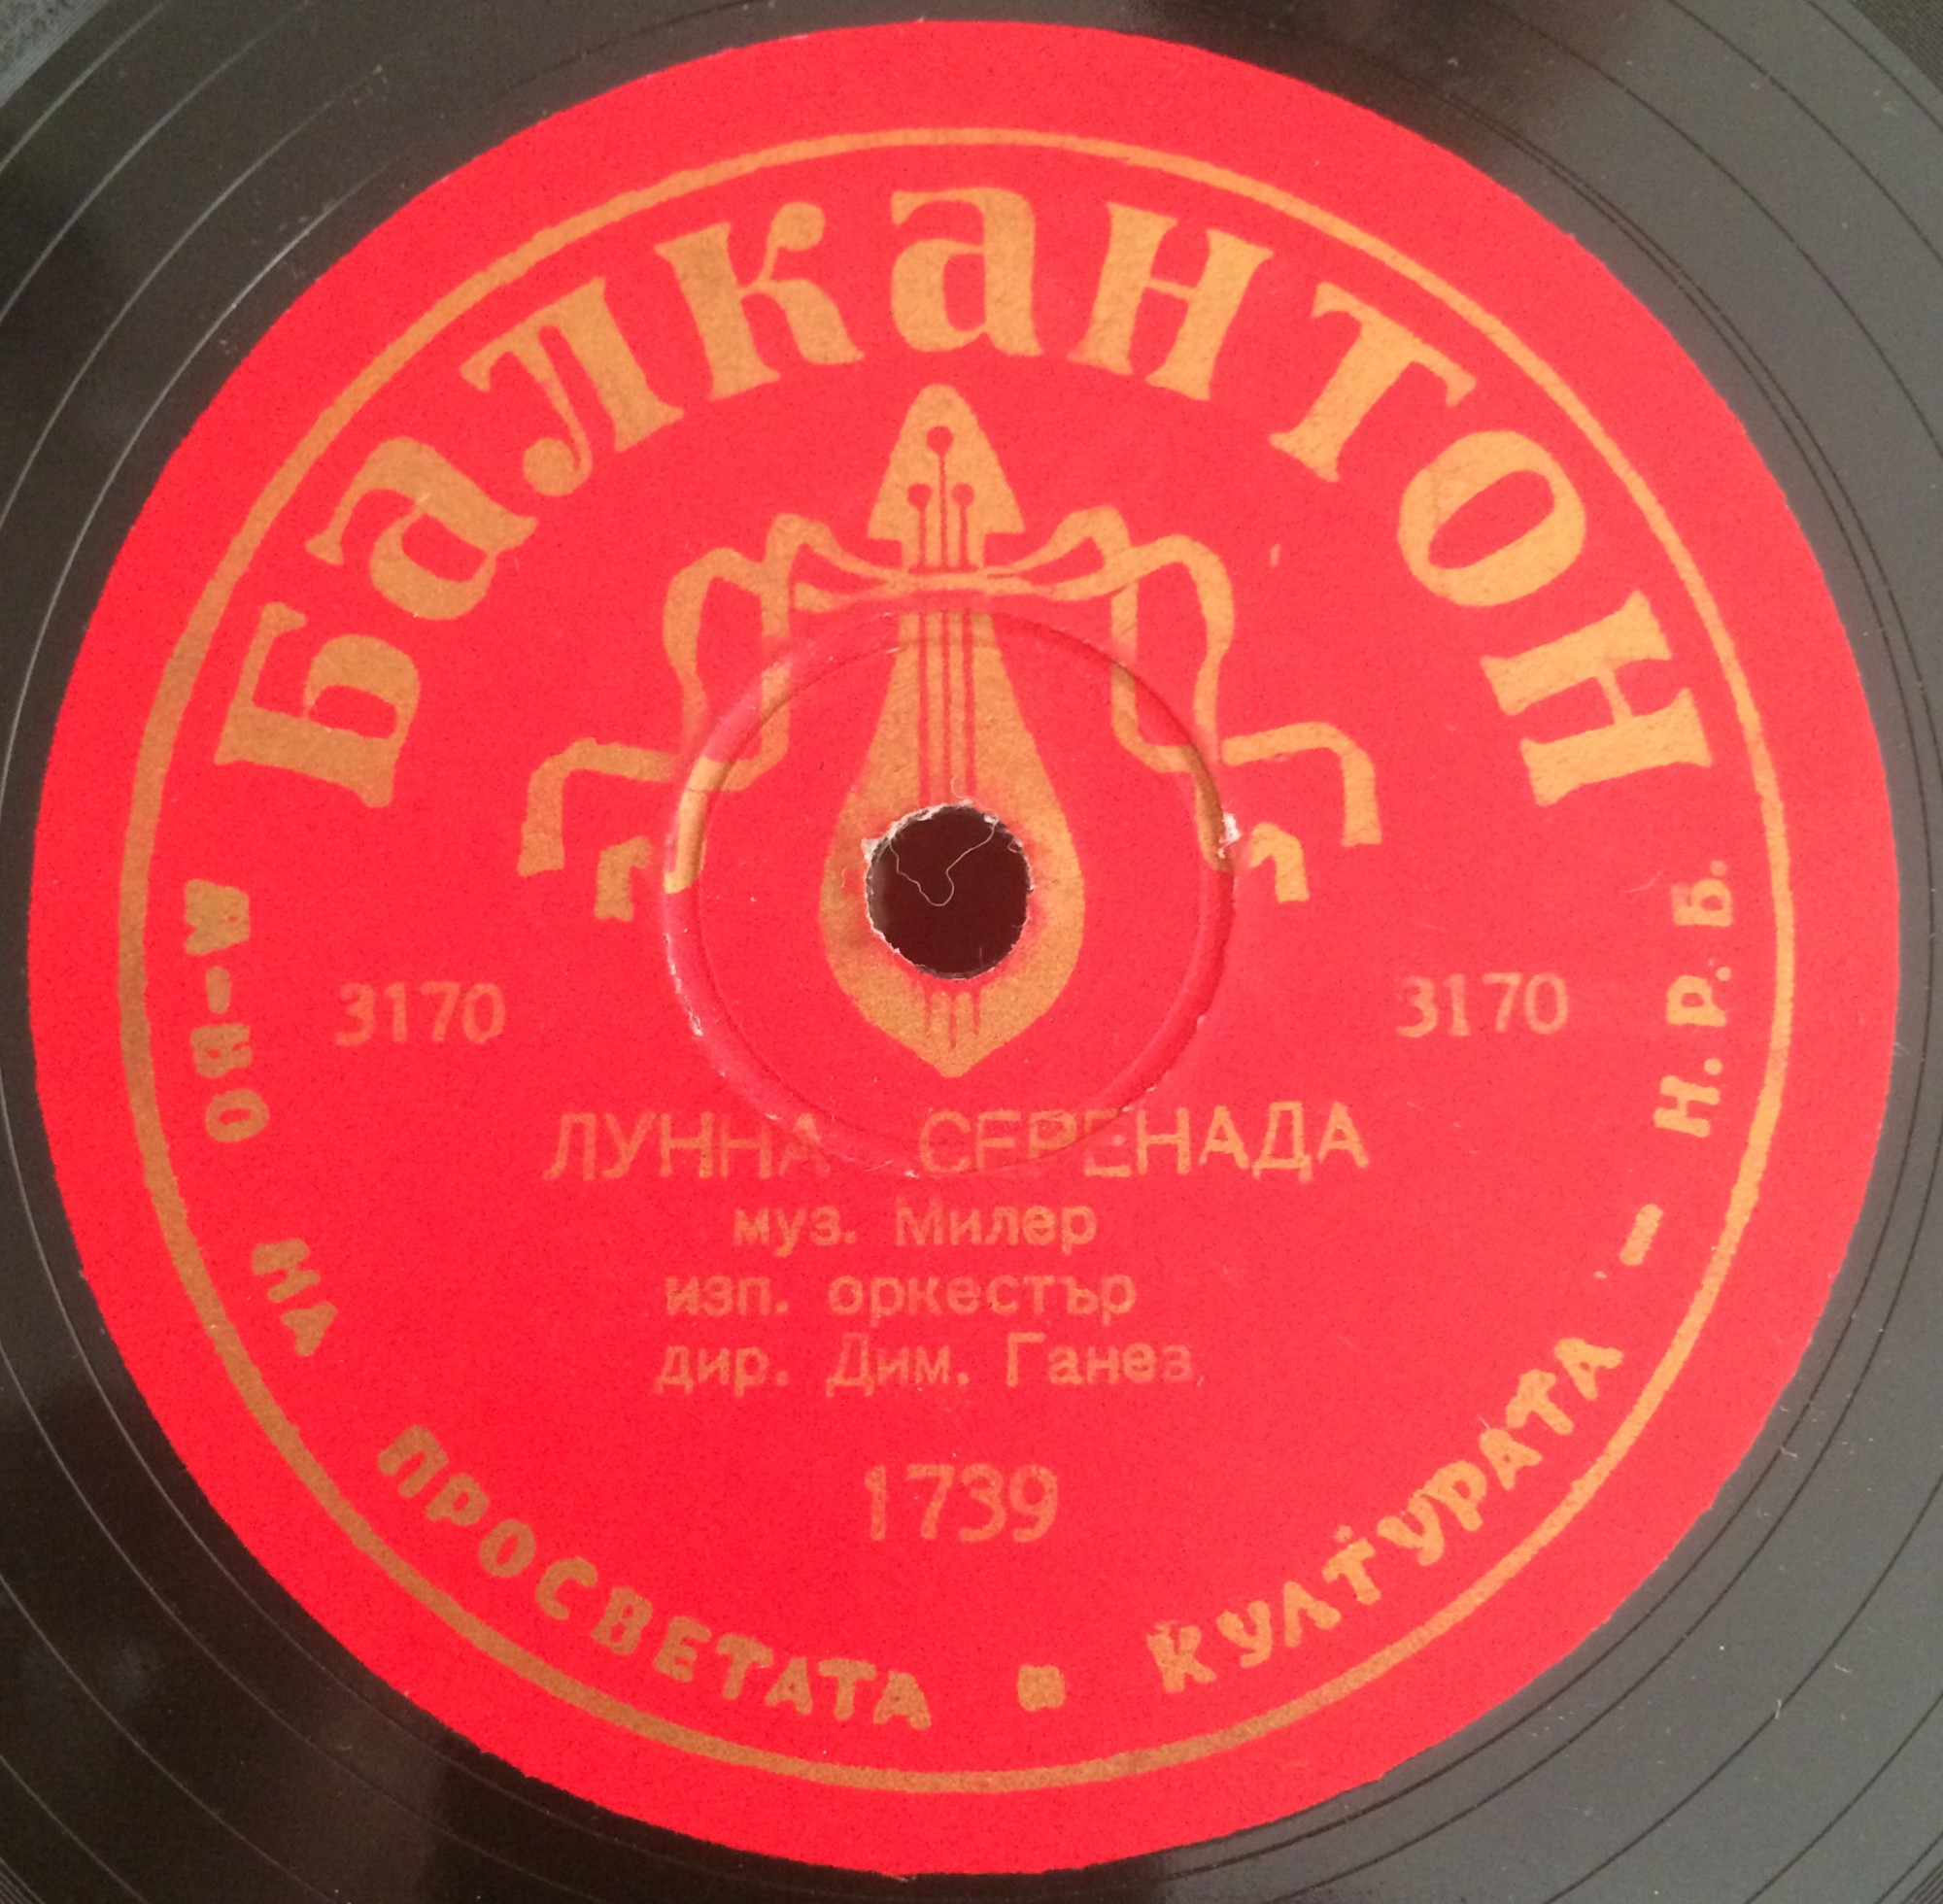 Балкантон
3170 3170
ЛУННА СЕРЕНАДА
муз. Милер
изп. оркестър
дир. Дим. Ганев
1739
М-ВО НА ПРОСВЕТАТА и КУЛТУРАТА – Н.Р.Б.